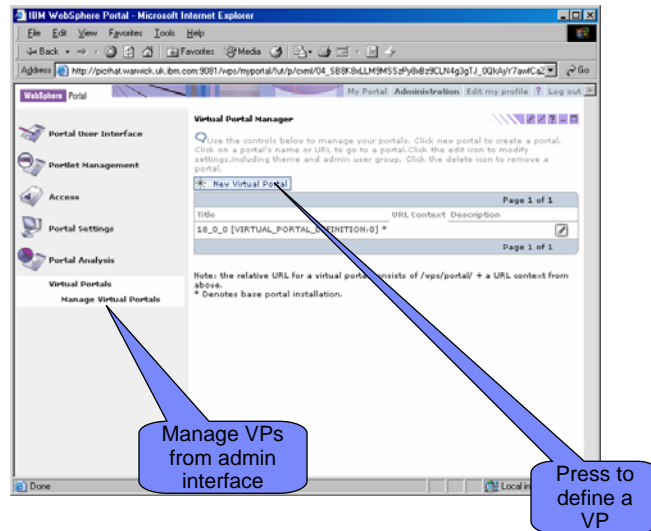 IBM WebSphere Portal - Microsoft Internet Explorer
File Edit View Favorites Tools Help
Back Favorites Media
Address http://picrhat.warwick.uk.ibm.com:9081/wps/myportal/!ut/p/cxml/ Go
WebSphere Portal My Portal Administration Edit my profile ? Log out
Portal User Interface
Portlet Management
Access
Portal Settings
Portal Analysis
Virtual Portals
Manage Virtual Portals
Virtual Portal Manager
Use the controls below to manage your portals. Click new portal to create a portal.
Click on a portal's name or URL to go to a portal.Click the edit icon to modify
settings,including theme and admin user group. Click the delete icon to remove a
portal.
New Virtual Portal
Page 1 of 1
Title URL Context Description
18_0_0 [VIRTUAL_PORTAL_DEFINITION:0] *
Page 1 of 1
Note: the relative URL for a virtual portal consists of /wps/portal/ + a URL context from
above.
* Denotes base portal installation.
Manage VPs
from admin
interface
Press to
define a
VP
Done
Local